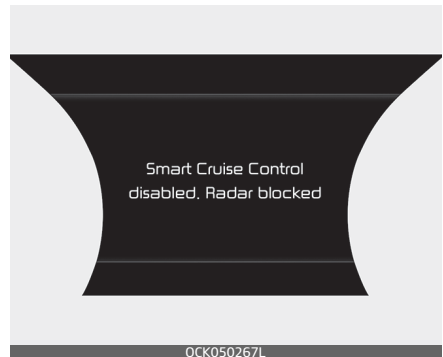 Smart Cruise Control
disabled, Radar blocked
OCK050267L